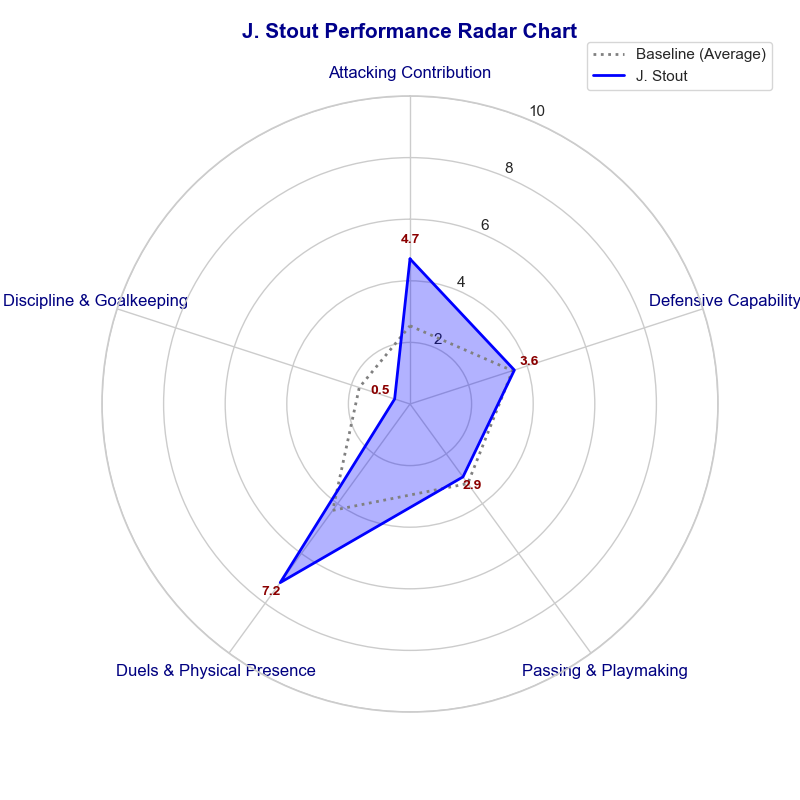 J. Stout Performance Radar Chart
Baseline (Average)
J. Stout
Attacking Contribution
10
8
6
4.7
4
Discipline & Goalkeeping
Defensive Capability
2
3.6
0.5
2.9
7.2
Duels & Physical Presence
Passing & Playmaking